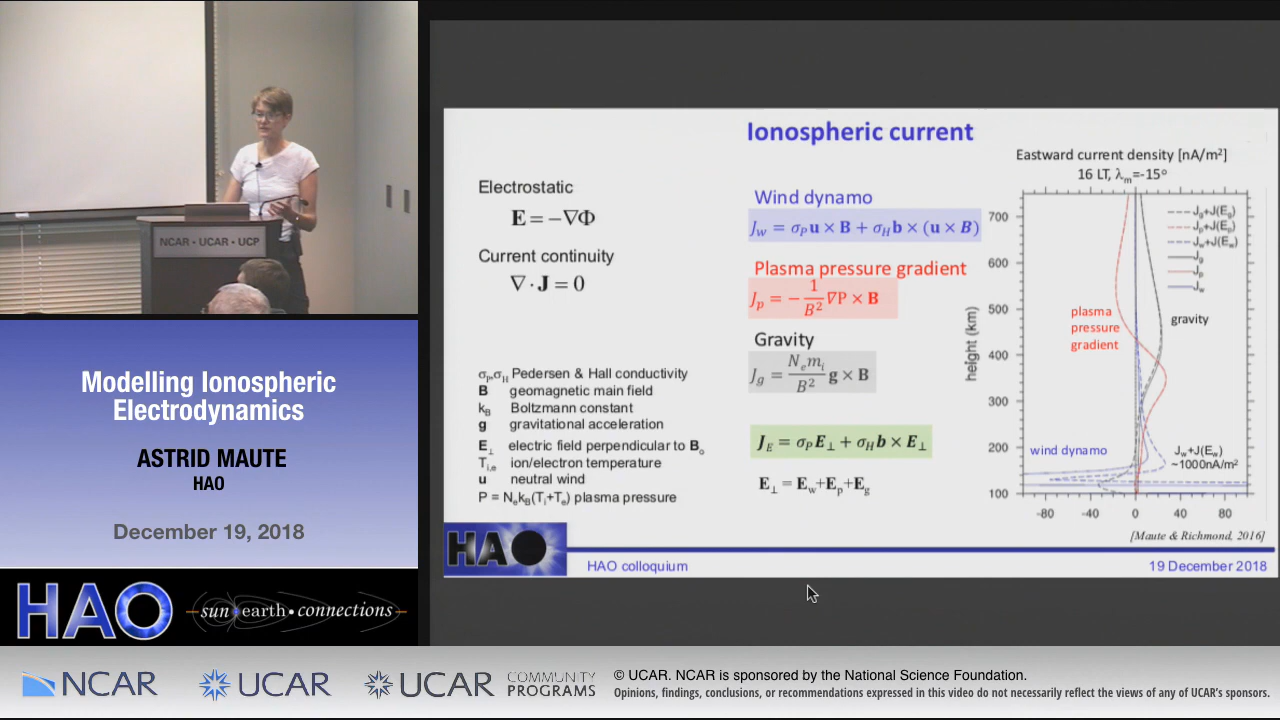 NCAR • UCAR • UCP
Modelling Ionospheric
Electrodynamics
ASTRID MAUTE
HAO
December 19, 2018
HAO
sun earth • connections
Ionospheric current
Electrostatic
E = −∇Φ
Current continuity
∇ · J = 0
σP,σH Pedersen & Hall conductivity
B geomagnetic main field
kB Boltzmann constant
g gravitational acceleration
E⊥ electric field perpendicular to Bo
Ti,e ion/electron temperature
u neutral wind
P = NekB(Ti+Te) plasma pressure
Wind dynamo
Jw = σP u × B + σH b × (u × B)
Plasma pressure gradient
Jp = − 1/B² ∇P × B
Gravity
Jg = Nemi/B² g × B
JE = σP E⊥ + σH b × E⊥
E⊥ = Ew+Ep+Eg
Eastward current density [nA/m²]
16 LT, λm=-15°
height (km)
700
600
500
400
300
200
100
-80 -40 0 40 80
Jg+J(Eg)
Jp+J(Ep)
Jw+J(Ew)
Jg
Jp
Jw
plasma
pressure
gradient
gravity
wind dynamo
Jw+J(Ew)
~1000nA/m²
[Maute & Richmond, 2016]
HAO
HAO colloquium
19 December 2018
NCAR
UCAR
UCAR
COMMUNITY
PROGRAMS
© UCAR. NCAR is sponsored by the National Science Foundation.
Opinions, findings, conclusions, or recommendations expressed in this video do not necessarily reflect the views of any of UCAR's sponsors.